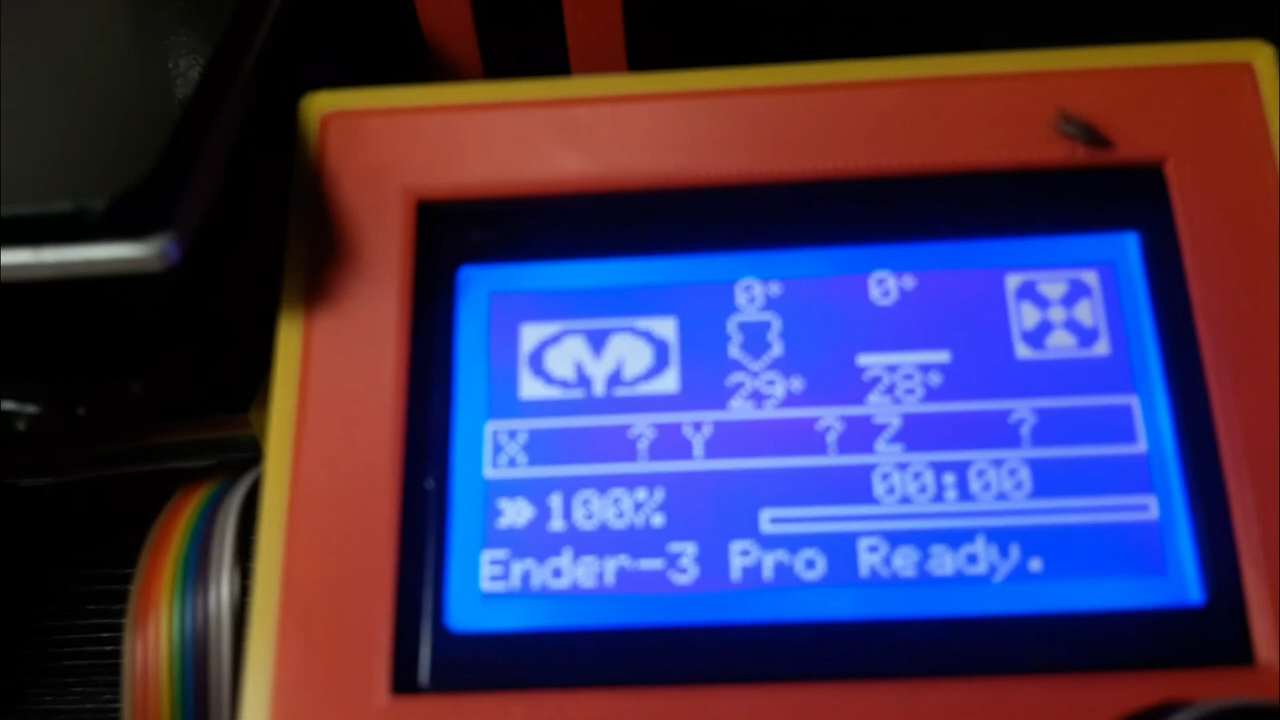 0° 0°
29° 28°
X ? Y ? Z ?
00:00
»100%
Ender-3 Pro Ready.